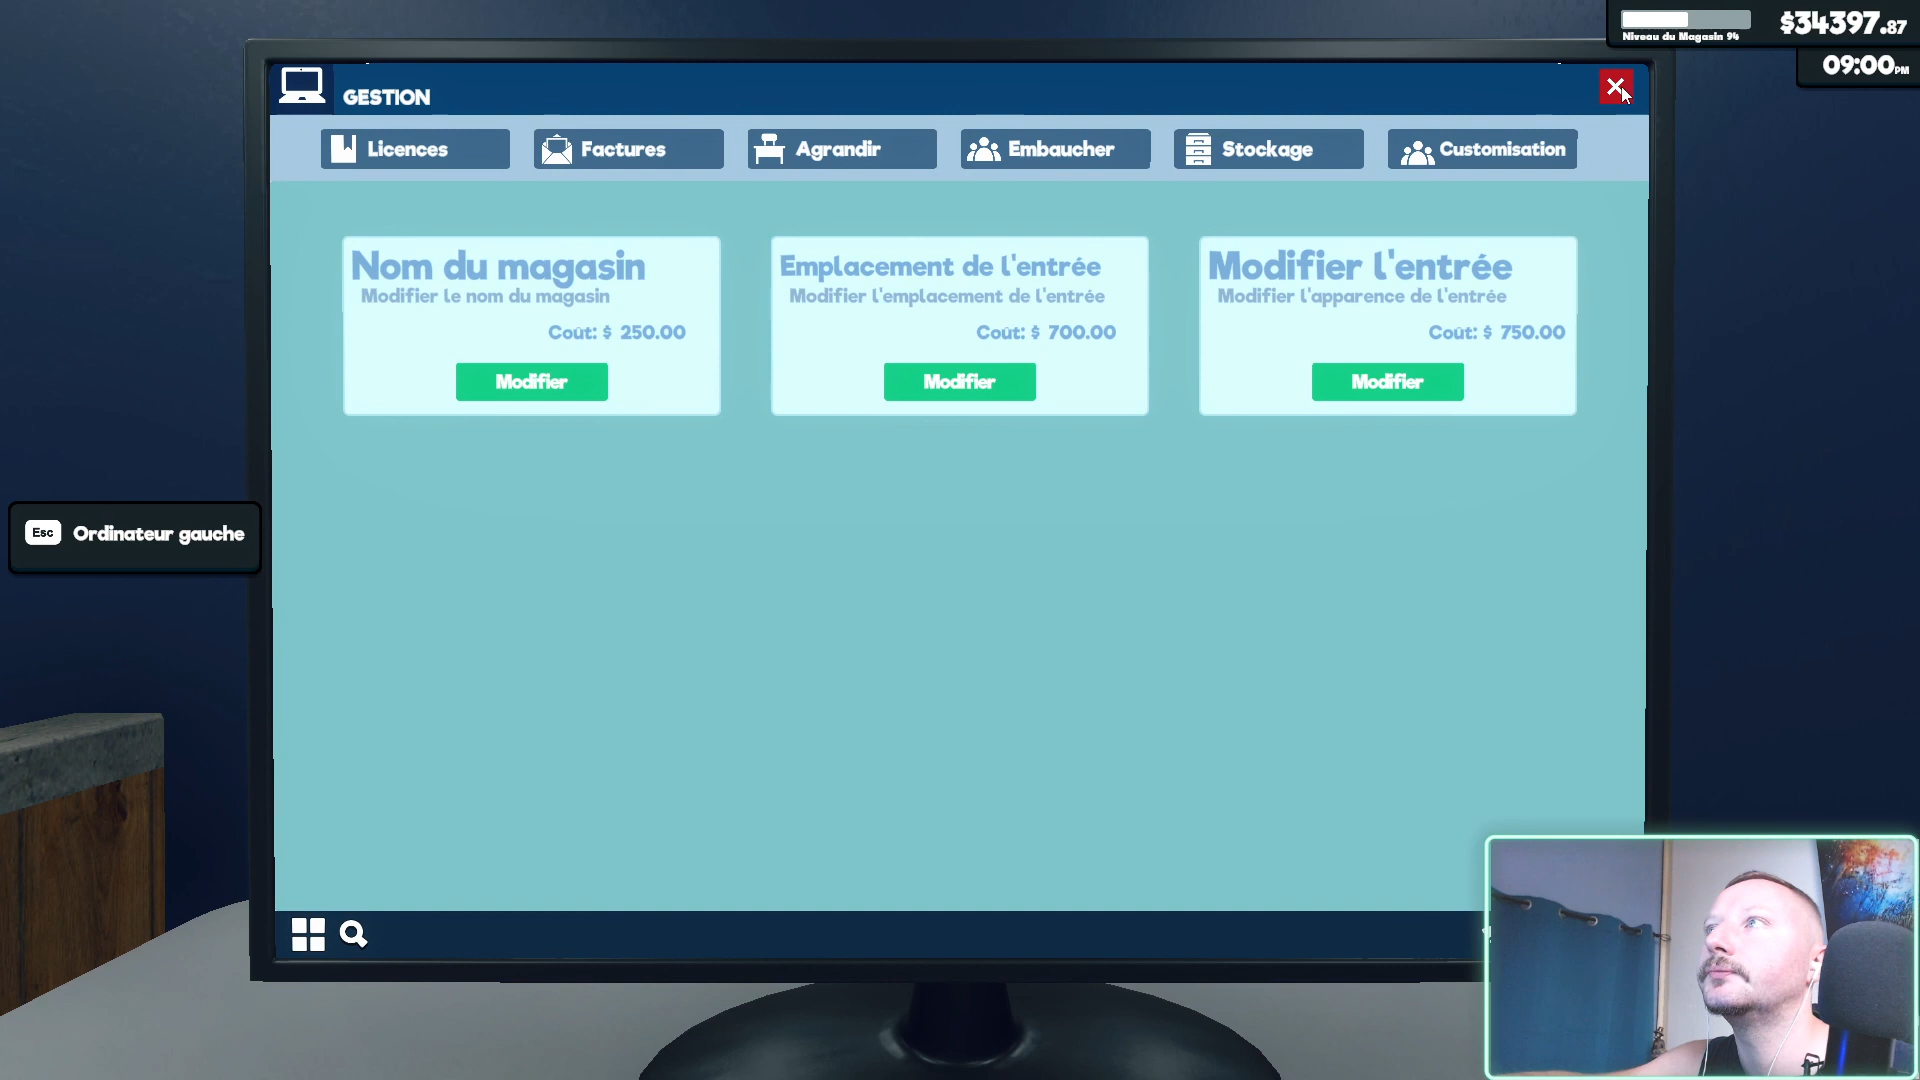 $34397.87
Niveau du Magasin 94
09:00PM
GESTION
Licences
Factures
Agrandir
Embaucher
Stockage
Customisation
Nom du magasin
Modifier le nom du magasin
Coût: $ 250.00
Modifier
Emplacement de l'entrée
Modifier l'emplacement de l'entrée
Coût: $ 700.00
Modifier
Modifier l'entrée
Modifier l'apparence de l'entrée
Coût: $ 750.00
Modifier
Esc Ordinateur gauche